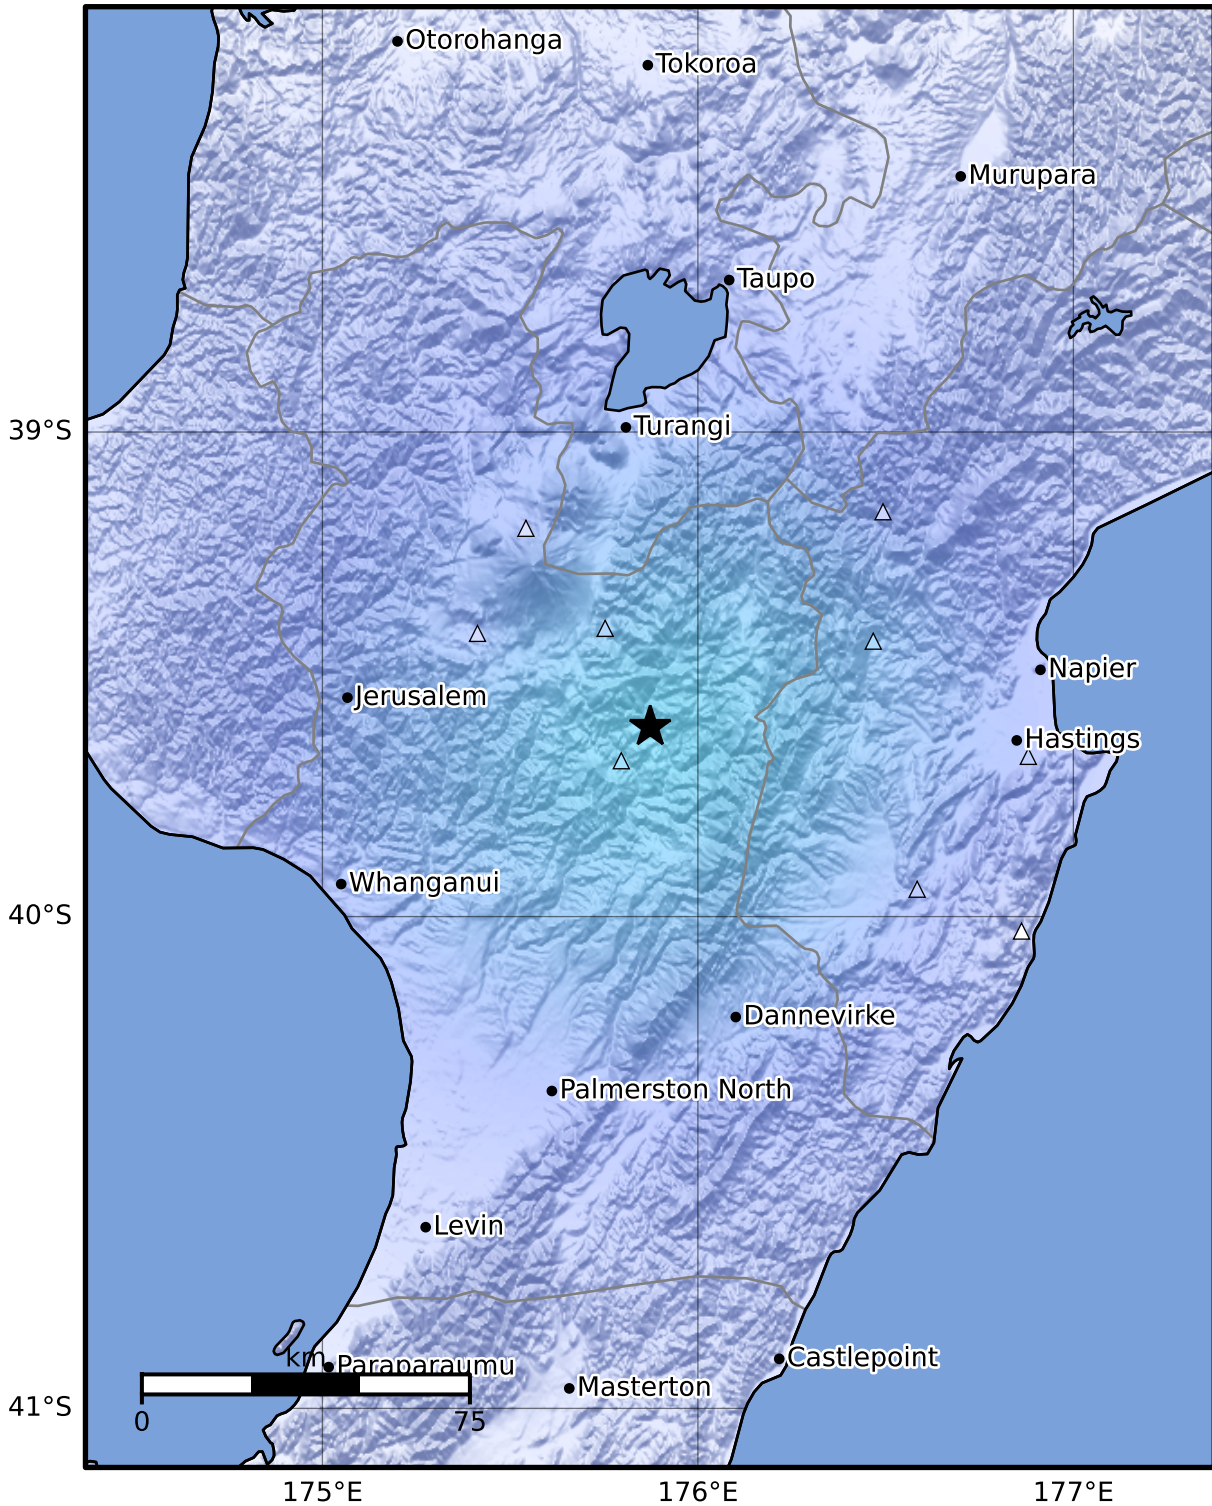 Otorohanga
Tokoroa
Murupara
Taupo
39°S
Turangi
Napier
Jerusalem
Hastings
Whanganui
40°S
Dannevirke
Palmerston North
Levin
km
Paraparaumu
Castlepoint
Masterton
41°S
0
75
175°E
176°E
177°E